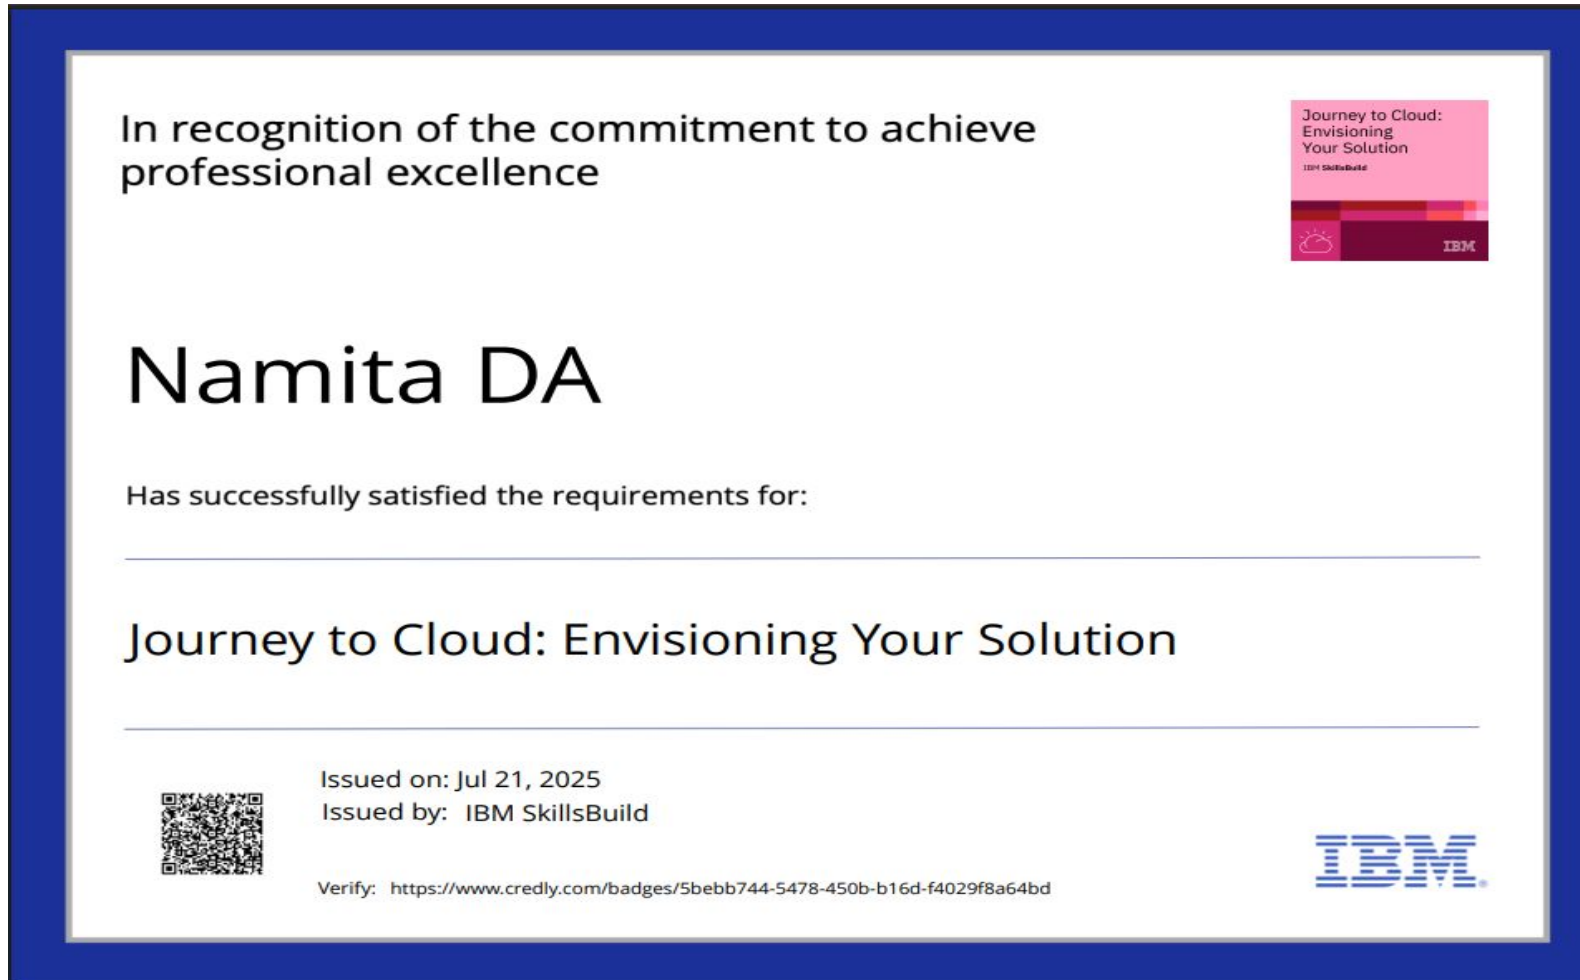 In recognition of the commitment to achieve
professional excellence
Journey to Cloud:
Envisioning
Your Solution
IBM SkillsBuild
IBM
Namita DA
Has successfully satisfied the requirements for:
Journey to Cloud: Envisioning Your Solution
Issued on: Jul 21, 2025
Issued by: IBM SkillsBuild
Verify: https://www.credly.com/badges/5bebb744-5478-450b-b16d-f4029f8a64bd
IBM®